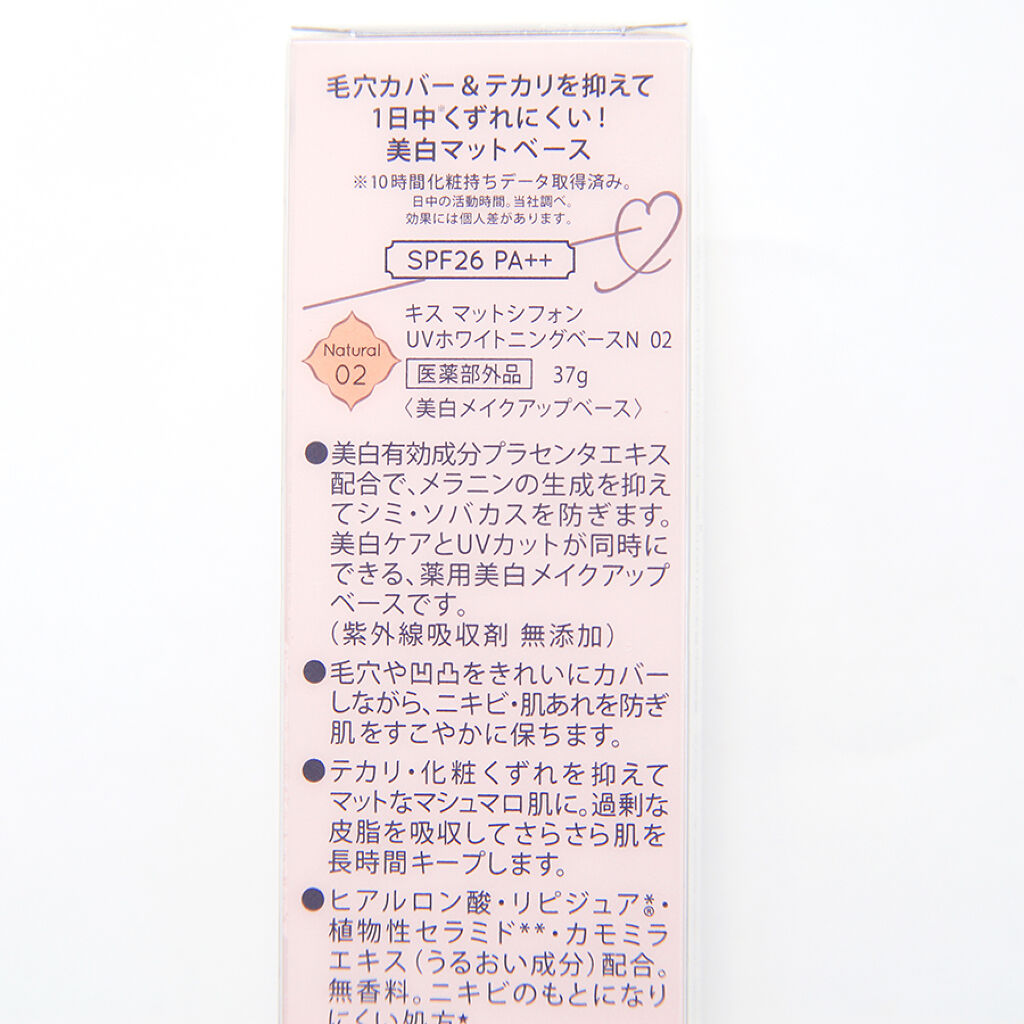 毛穴カバー&テカリを抑えて
1日中※くずれにくい!
美白マットベース
※10時間化粧持ちデータ取得済み。
日中の活動時間。当社調べ。
効果には個人差があります。
SPF26 PA++
キス マットシフォン
UVホワイトニングベースN 02
Natural
02
医薬部外品 37g
〈美白メイクアップベース〉
●美白有効成分プラセンタエキス
配合で、メラニンの生成を抑え
てシミ・ソバカスを防ぎます。
美白ケアとUVカットが同時に
できる、薬用美白メイクアップ
ベースです。
(紫外線吸収剤 無添加)
●毛穴や凹凸をきれいにカバー
しながら、ニキビ・肌あれを防ぎ
肌をすこやかに保ちます。
●テカリ・化粧くずれを抑えて
マットなマシュマロ肌に。過剰な
皮脂を吸収してさらさら肌を
長時間キープします。
●ヒアルロン酸・リピジュア®*・
植物性セラミド**・カモミラ
エキス(うるおい成分)配合。
無香料。ニキビのもとになり
にくい処方*